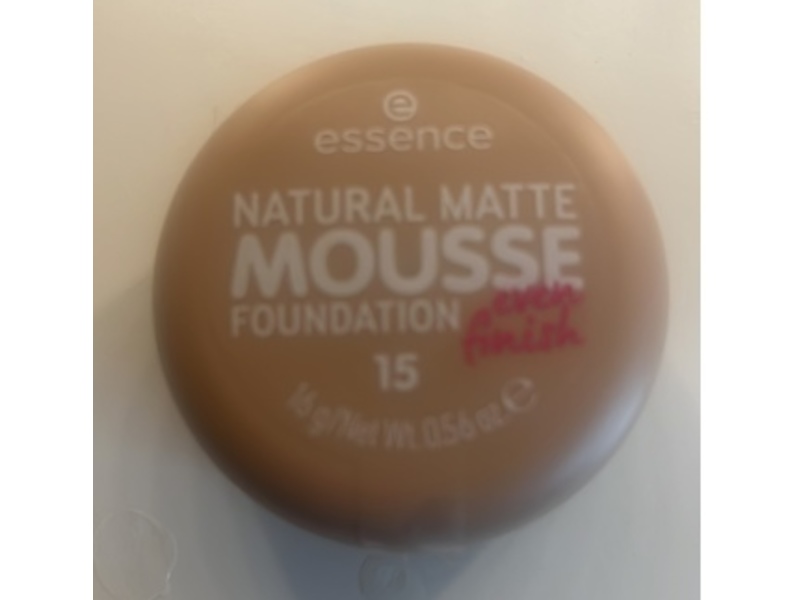 e
essence
NATURAL MATTE
MOUSSE
FOUNDATION
even
finish
15
16 g/Net Wt. 0.56 oz. ℮